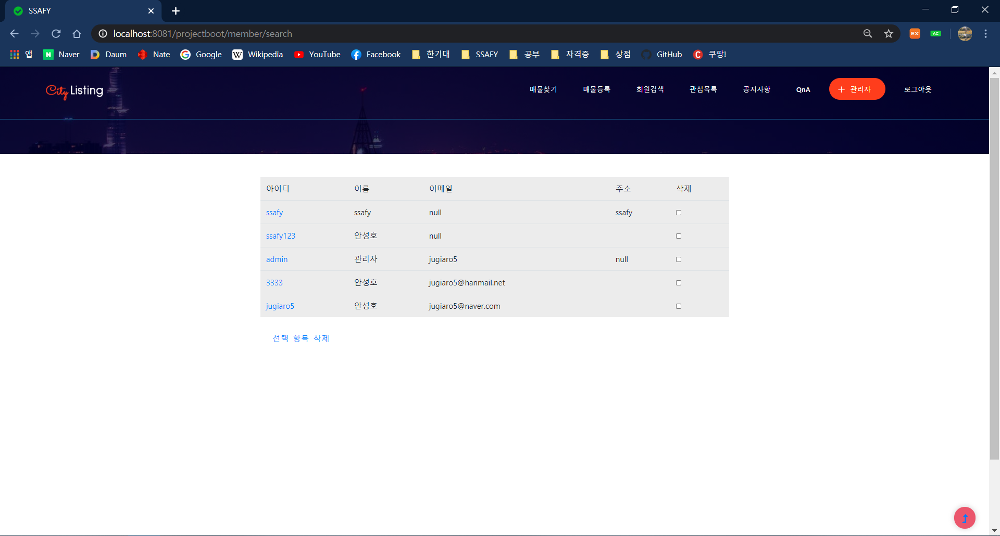 SSAFY
localhost:8081/projectboot/member/search
EX
AC
앱 Naver Daum Nate Google Wikipedia YouTube Facebook 한기대 SSAFY 공부 자격증 상점 GitHub 쿠팡!
City Listing 매물찾기 매물등록 회원검색 관심목록 공지사항 QnA + 관리자 로그아웃
아이디 이름 이메일 주소 삭제
ssafy ssafy null ssafy
ssafy123 안성호 null
admin 관리자 jugiaro5 null
3333 안성호 jugiaro5@hanmail.net
jugiaro5 안성호 jugiaro5@naver.com
선택 항목 삭제